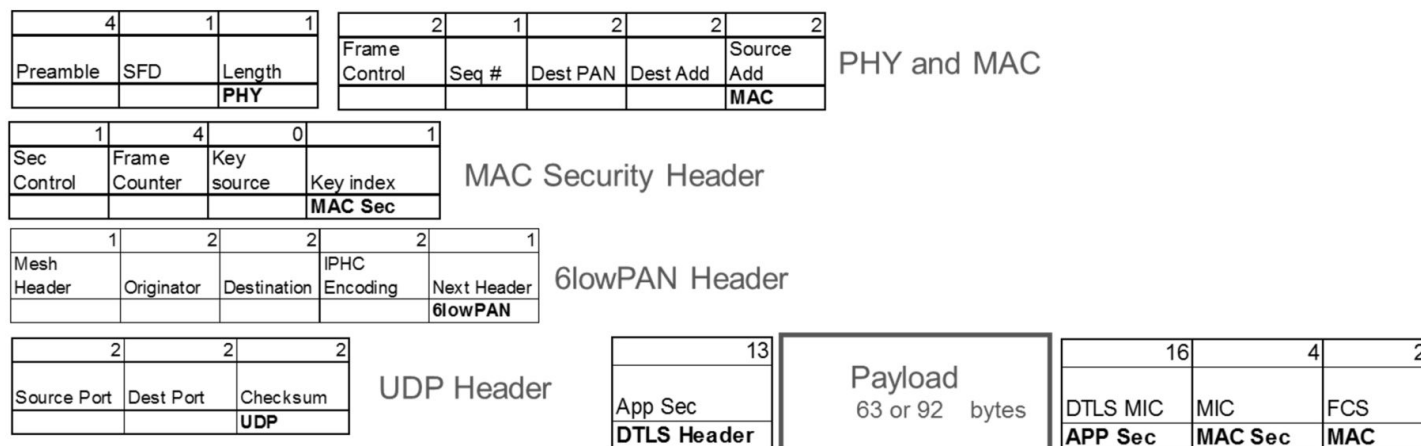 4 1 1
Preamble SFD Length
PHY
2 1 2 2 2
Frame Control Seq # Dest PAN Dest Add Source Add
MAC
PHY and MAC
1 4 0 1
Sec Control Frame Counter Key source Key index
MAC Sec
MAC Security Header
1 2 2 2 1
Mesh Header Originator Destination IPHC Encoding Next Header
6lowPAN
6lowPAN Header
2 2 2
Source Port Dest Port Checksum
UDP
UDP Header
13
App Sec
DTLS Header
Payload
63 or 92 bytes
16 4 2
DTLS MIC MIC FCS
APP Sec MAC Sec MAC